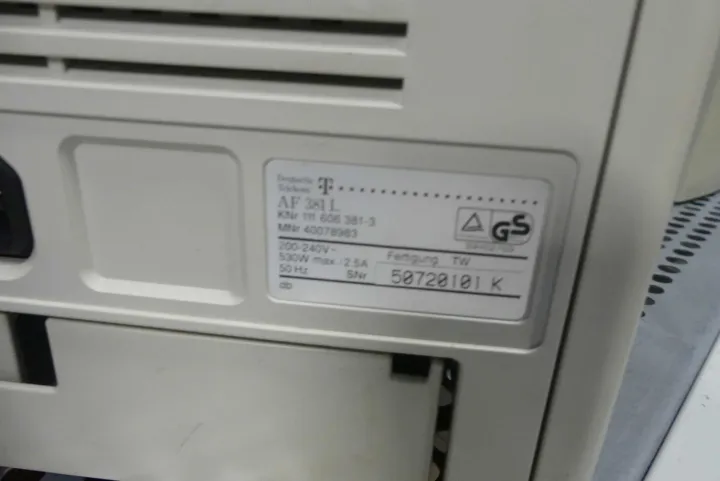 Deutsche
Telekom T
AF 381 L
KNr 111 606 381-3
MNr 40078983
GS
200-240V~
530W max./2.5A
50 Hz
Fertigung TW
SNr 50720101 K
db